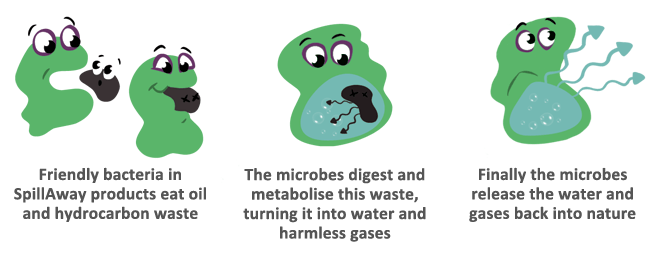 Friendly bacteria in
SpillAway products eat oil
and hydrocarbon waste
The microbes digest and
metabolise this waste,
turning it into water and
harmless gases
Finally the microbes
release the water and
gases back into nature